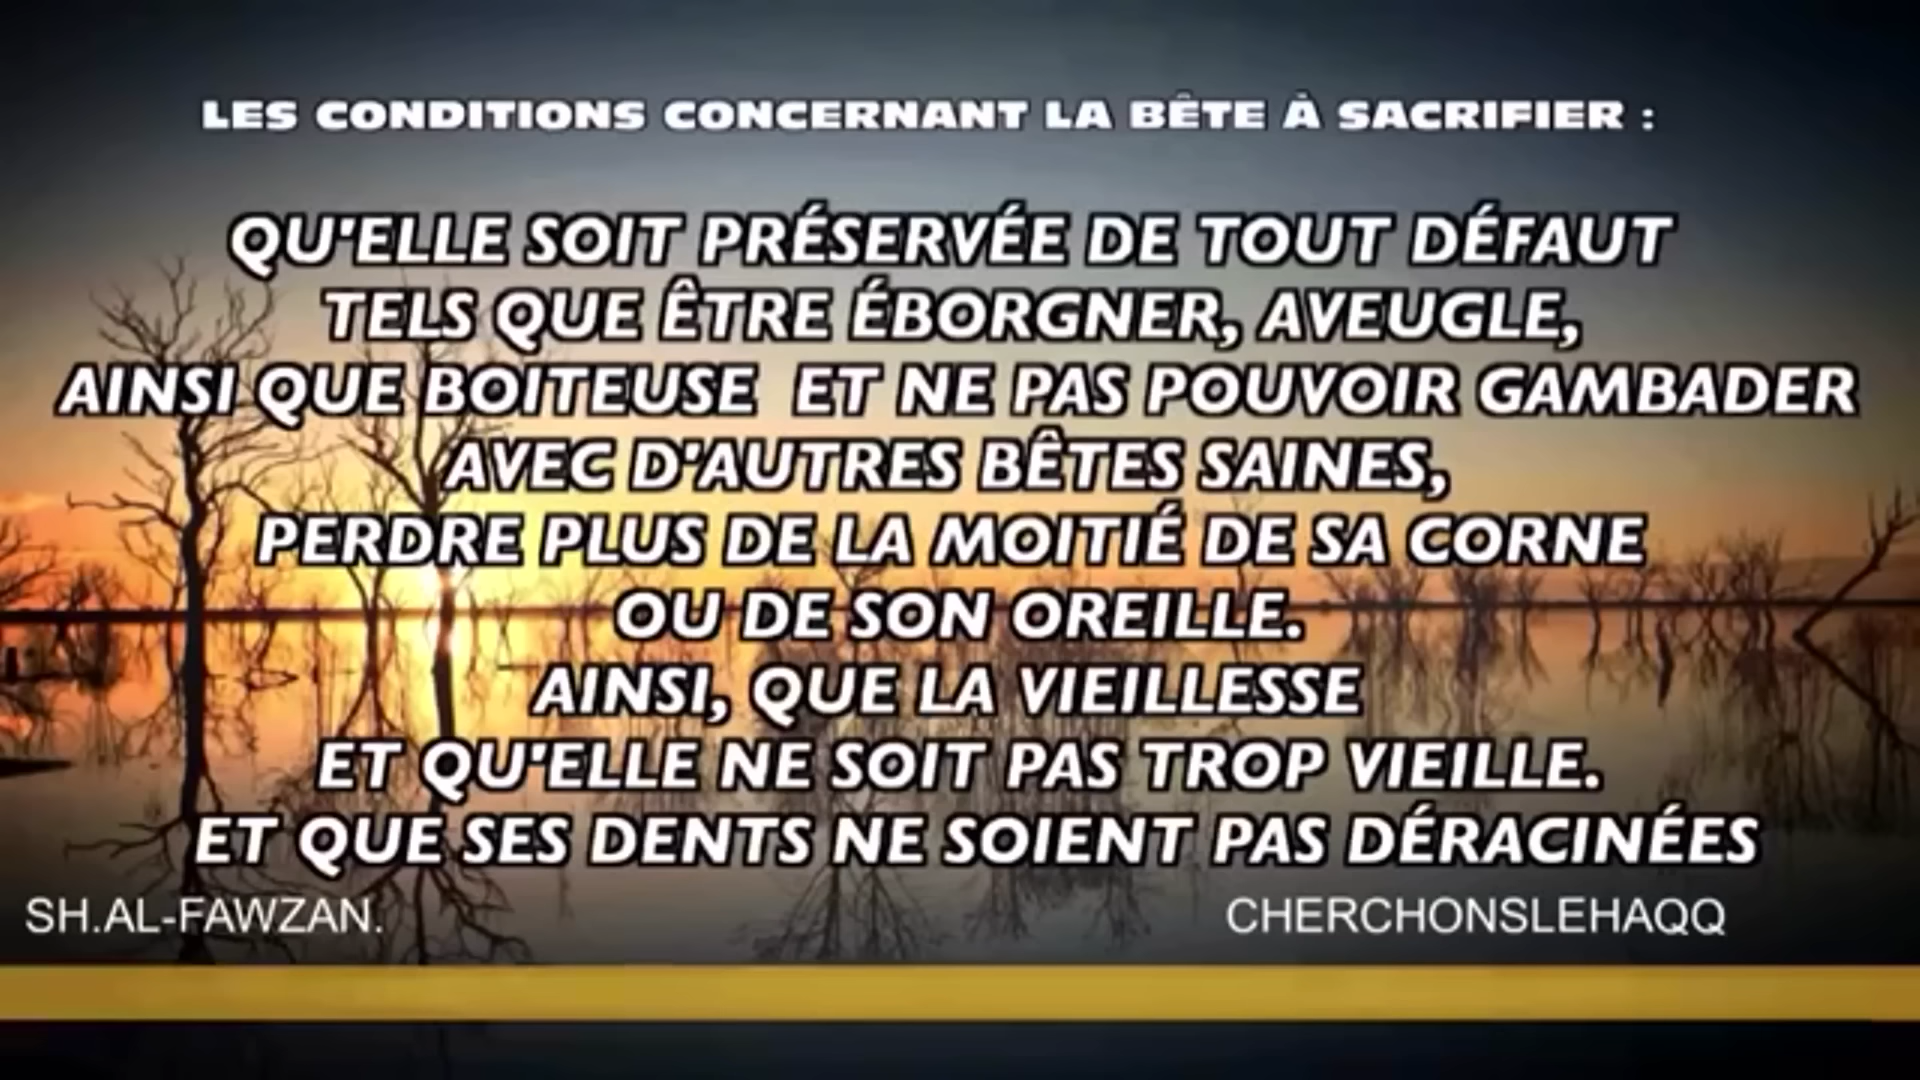 LES CONDITIONS CONCERNANT LA BÊTE À SACRIFIER :
QU'ELLE SOIT PRÉSERVÉE DE TOUT DÉFAUT
TELS QUE ÊTRE ÉBORGNER, AVEUGLE,
AINSI QUE BOITEUSE ET NE PAS POUVOIR GAMBADER
AVEC D'AUTRES BÊTES SAINES,
PERDRE PLUS DE LA MOITIÉ DE SA CORNE
OU DE SON OREILLE.
AINSI, QUE LA VIEILLESSE
ET QU'ELLE NE SOIT PAS TROP VIEILLE.
ET QUE SES DENTS NE SOIENT PAS DÉRACINÉES
SH.AL-FAWZAN.
CHERCHONSLEHAQQ